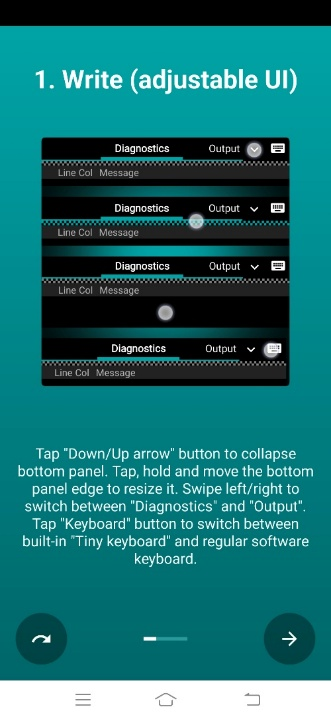 1. Write (adjustable UI)
Diagnostics Output
Line Col Message
Diagnostics Output
Line Col Message
Diagnostics Output
Line Col Message
Diagnostics Output
Line Col Message
Tap "Down/Up arrow" button to collapse
bottom panel. Tap, hold and move the bottom
panel edge to resize it. Swipe left/right to
switch between "Diagnostics" and "Output".
Tap "Keyboard" button to switch between
built-in "Tiny keyboard" and regular software
keyboard.